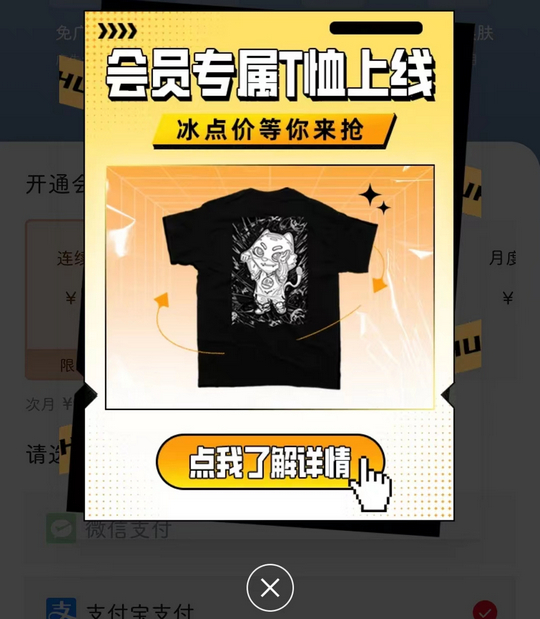 会员专属T恤上线
冰点价等你来抢
开通会
连续
月度
¥
¥
限
次月 ¥
请选
点我了解详情
微信支付
支付宝支付